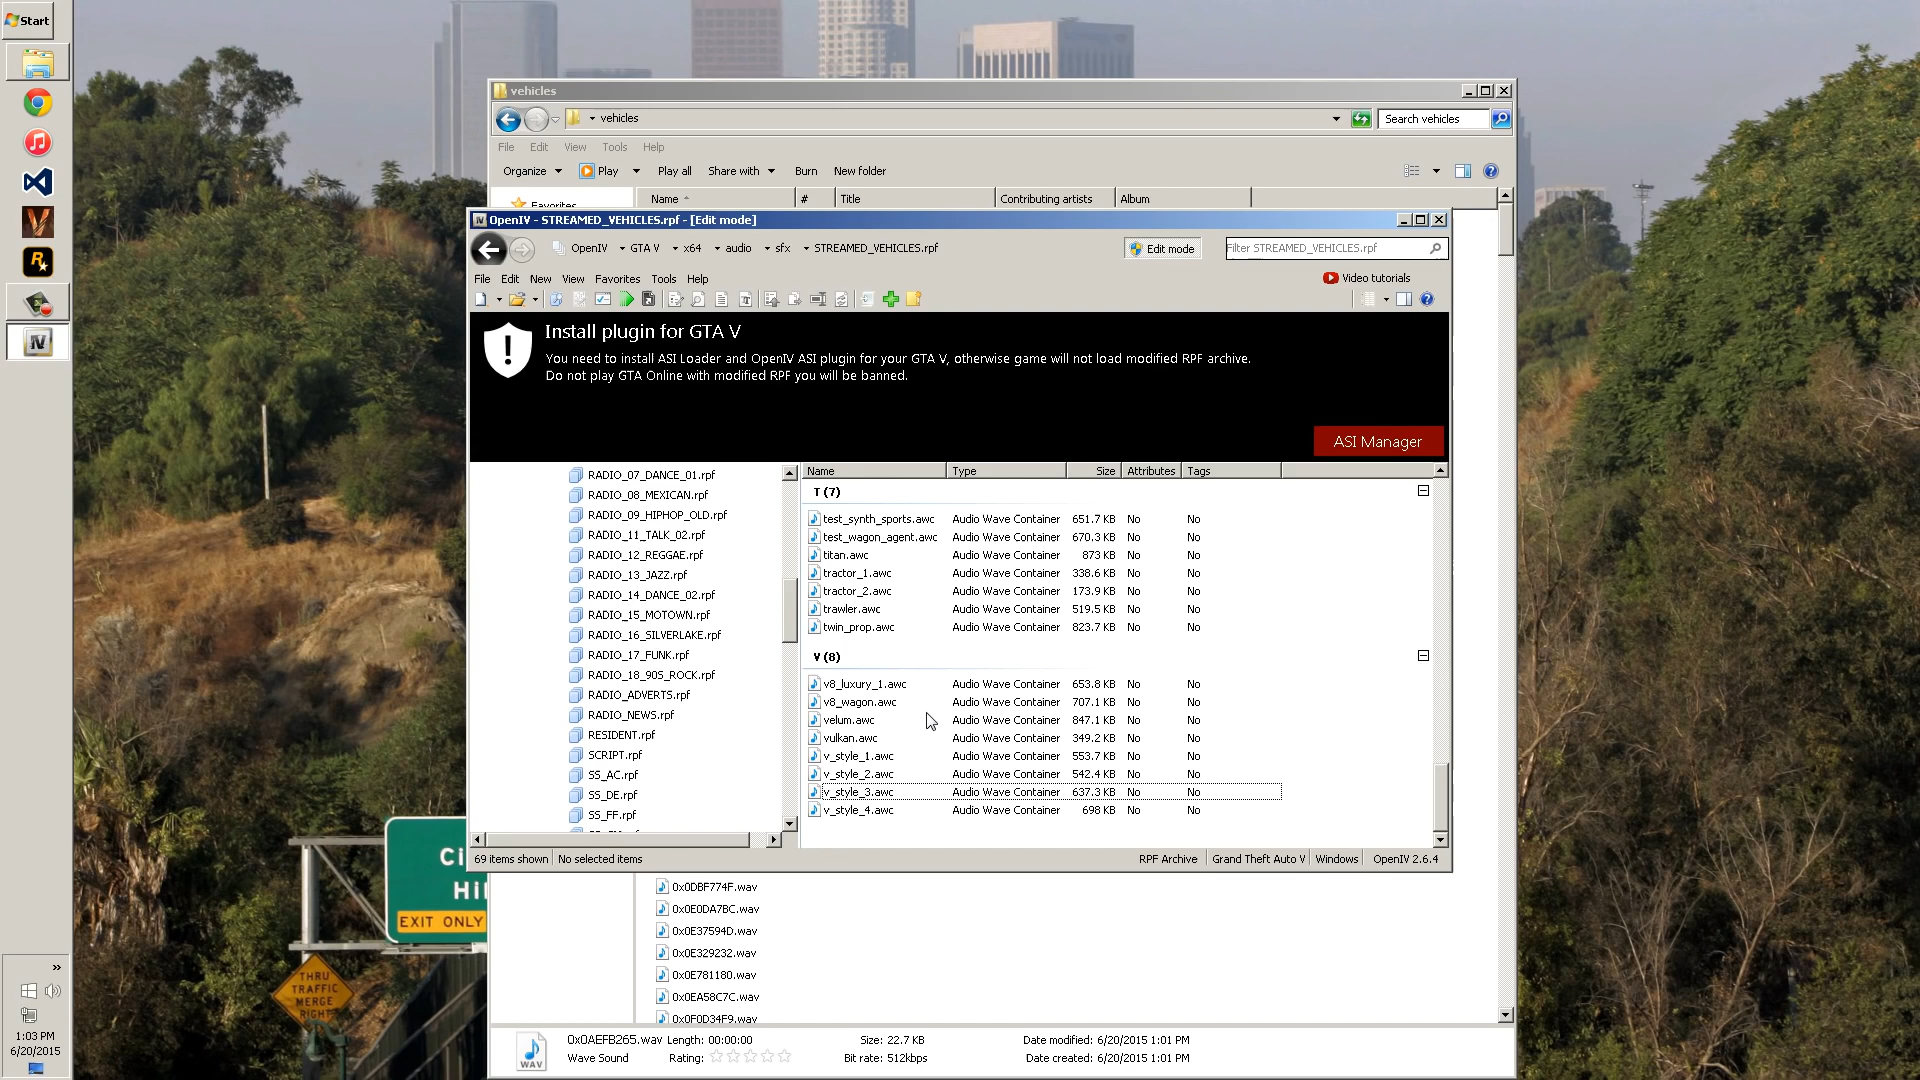 Start
vehicles
vehicles
Search vehicles
File Edit View Tools Help
Organize Play Play all Share with Burn New folder
Favorites
Name # Title Contributing artists Album
OpenIV - STREAMED_VEHICLES.rpf - [Edit mode]
OpenIV GTA V x64 audio sfx STREAMED_VEHICLES.rpf
Edit mode
Filter STREAMED_VEHICLES.rpf
File Edit New View Favorites Tools Help
Video tutorials
Install plugin for GTA V
You need to install ASI Loader and OpenIV ASI plugin for your GTA V, otherwise game will not load modified RPF archive.
Do not play GTA Online with modified RPF you will be banned.
ASI Manager
RADIO_07_DANCE_01.rpf
RADIO_08_MEXICAN.rpf
RADIO_09_HIPHOP_OLD.rpf
RADIO_11_TALK_02.rpf
RADIO_12_REGGAE.rpf
RADIO_13_JAZZ.rpf
RADIO_14_DANCE_02.rpf
RADIO_15_MOTOWN.rpf
RADIO_16_SILVERLAKE.rpf
RADIO_17_FUNK.rpf
RADIO_18_90S_ROCK.rpf
RADIO_ADVERTS.rpf
RADIO_NEWS.rpf
RESIDENT.rpf
SCRIPT.rpf
SS_AC.rpf
SS_DE.rpf
SS_FF.rpf
Name Type Size Attributes Tags
T (7)
test_synth_sports.awc Audio Wave Container 651.7 KB No No
test_wagon_agent.awc Audio Wave Container 670.3 KB No No
titan.awc Audio Wave Container 873 KB No No
tractor_1.awc Audio Wave Container 338.6 KB No No
tractor_2.awc Audio Wave Container 173.9 KB No No
trawler.awc Audio Wave Container 519.5 KB No No
twin_prop.awc Audio Wave Container 823.7 KB No No
V (8)
v8_luxury_1.awc Audio Wave Container 653.8 KB No No
v8_wagon.awc Audio Wave Container 707.1 KB No No
velum.awc Audio Wave Container 847.1 KB No No
vulkan.awc Audio Wave Container 349.2 KB No No
v_style_1.awc Audio Wave Container 553.7 KB No No
v_style_2.awc Audio Wave Container 542.4 KB No No
v_style_3.awc Audio Wave Container 637.3 KB No No
v_style_4.awc Audio Wave Container 698 KB No No
69 items shown No selected items
RPF Archive Grand Theft Auto V Windows OpenIV 2.6.4
0x0DBF774F.wav
0x0E0DA7BC.wav
0x0E37594D.wav
0x0E329232.wav
0x0E781180.wav
0x0EA58C7C.wav
0x0F0D34F9.wav
WAV
0x0AEFB265.wav Length: 00:00:00 Size: 22.7 KB Date modified: 6/20/2015 1:01 PM
Wave Sound Rating: Bit rate: 512kbps Date created: 6/20/2015 1:01 PM
Ci
Hil
EXIT ONLY
THRU
TRAFFIC
MERGE
RIGHT
1:03 PM
6/20/2015